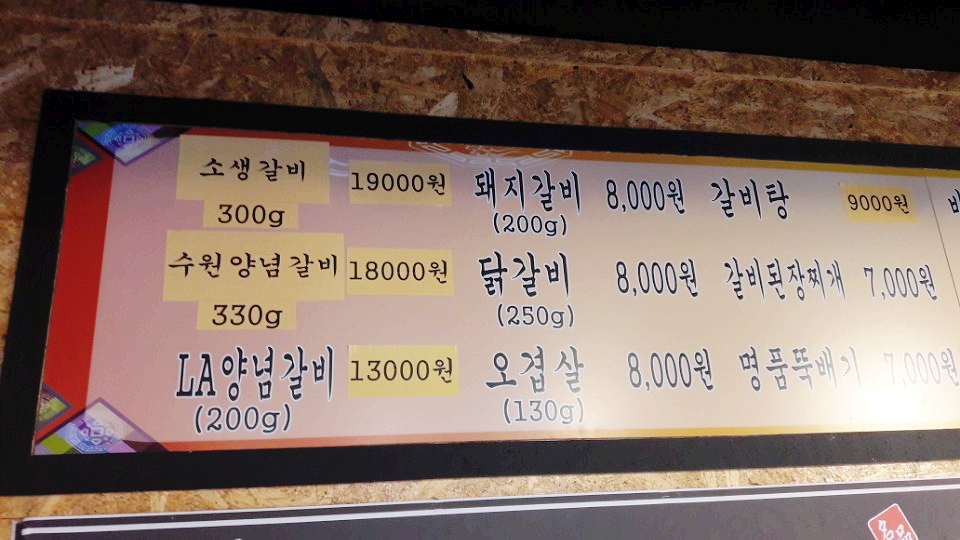 소생갈비 19000원 돼지갈비 8,000원 갈비탕 9000원
300g (200g)
수원양념갈비 18000원 닭갈비 8,000원 갈비된장찌개 7,000원
330g (250g)
LA양념갈비 13000원 오겹살 8,000원 명품뚝배기 7,000원
(200g) (130g)